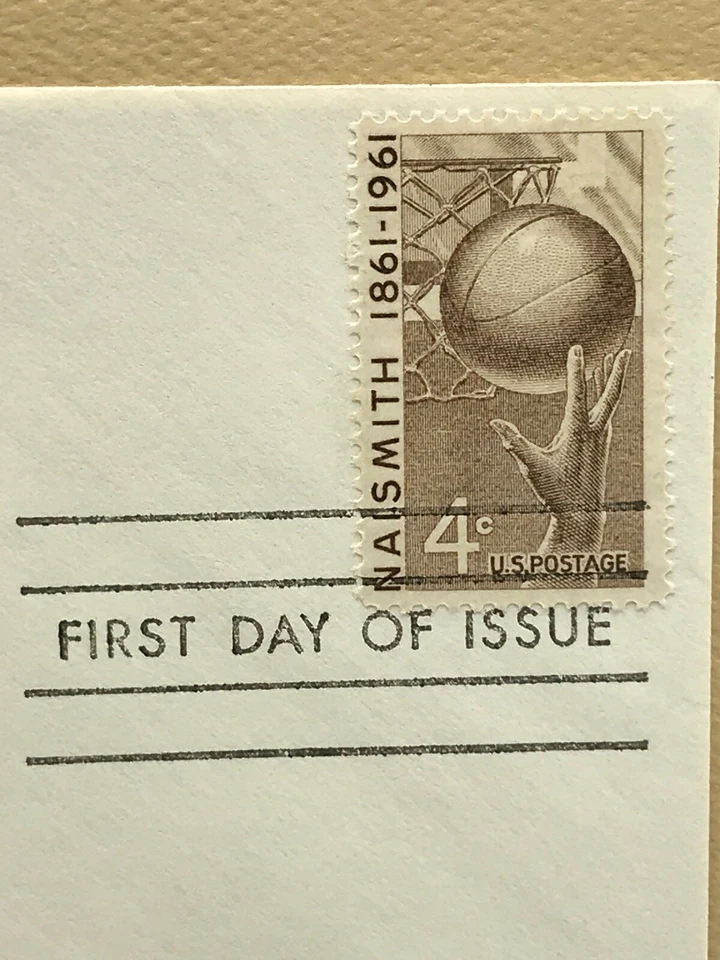 NAISMITH 1861-1961
4c
U.S. POSTAGE
FIRST DAY OF ISSUE